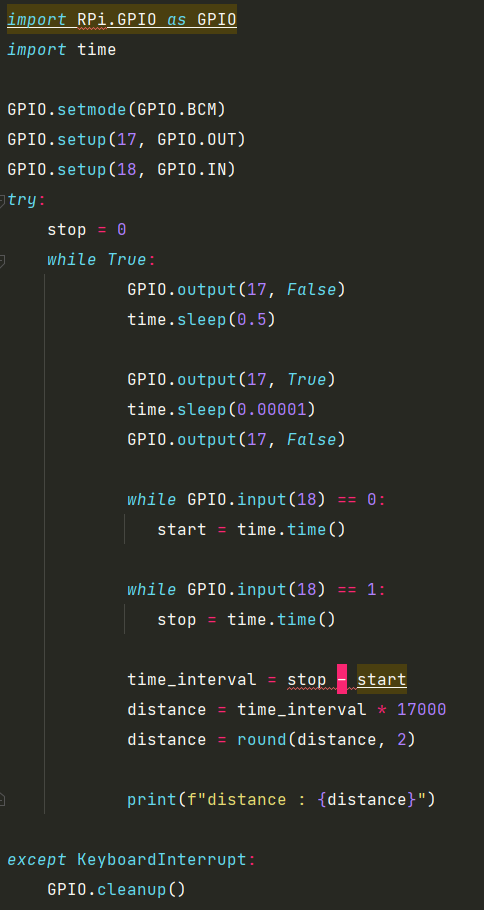 import RPi.GPIO as GPIO
import time

GPIO.setmode(GPIO.BCM)
GPIO.setup(17, GPIO.OUT)
GPIO.setup(18, GPIO.IN)
try:
    stop = 0
    while True:
            GPIO.output(17, False)
            time.sleep(0.5)

            GPIO.output(17, True)
            time.sleep(0.00001)
            GPIO.output(17, False)

            while GPIO.input(18) == 0:
               start = time.time()

            while GPIO.input(18) == 1:
               stop = time.time()

            time_interval = stop - start
            distance = time_interval * 17000
            distance = round(distance, 2)

            print(f"distance : {distance}")

except KeyboardInterrupt:
    GPIO.cleanup()